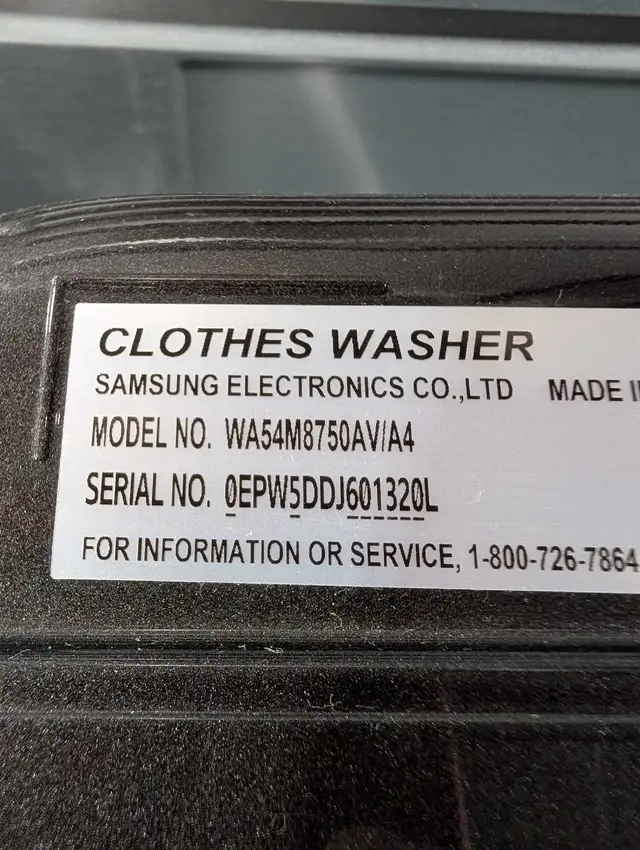 CLOTHES WASHER
SAMSUNG ELECTRONICS CO.,LTD MADE
MODEL NO. WA54M8750AV/A4
SERIAL NO. 0EPW5DDJ601320L
FOR INFORMATION OR SERVICE, 1-800-726-7864